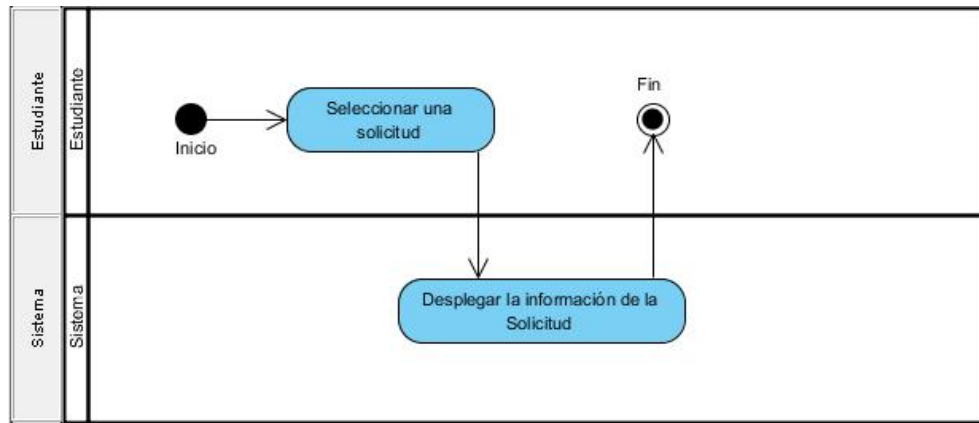 Estudiante
Estudiante
Inicio
Seleccionar una
solicitud
Fin
Sistema
Sistema
Desplegar la información de la
Solicitud